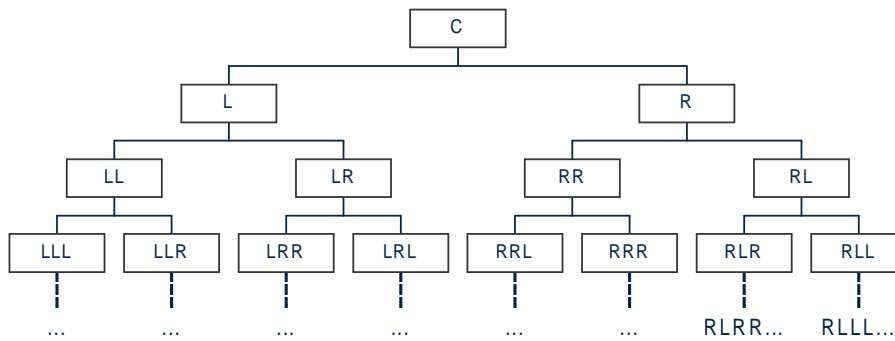 C
L R
LL LR RR RL
LLL LLR LRR LRL RRL RRR RLR RLL
... ... ... ... ... ... RLRR... RLLL...